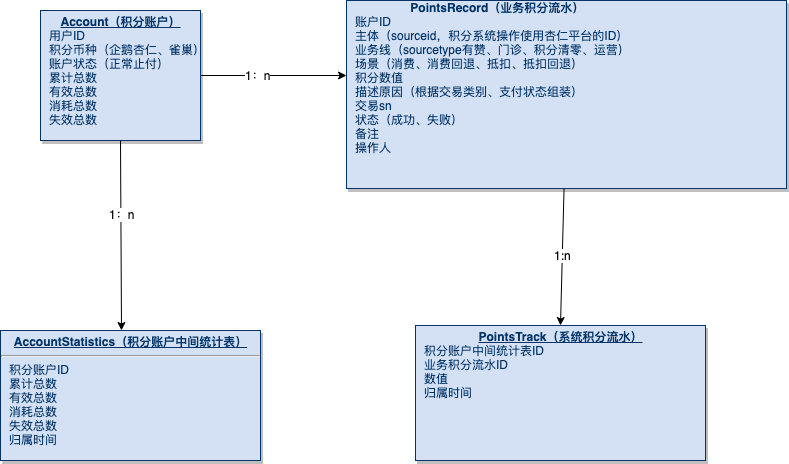 Account（积分账户）
用户ID
积分币种（企鹅杏仁、雀巢）
账户状态（正常止付）
累计总数
有效总数
消耗总数
失效总数
1：n
PointsRecord（业务积分流水）
账户ID
主体（sourceid，积分系统操作使用杏仁平台的ID）
业务线（sourcetype有赞、门诊、积分清零、运营）
场景（消费、消费回退、抵扣、抵扣回退）
积分数值
描述原因（根据交易类别、支付状态组装）
交易sn
状态（成功、失败）
备注
操作人
1：n
1:n
AccountStatistics（积分账户中间统计表）
积分账户ID
累计总数
有效总数
消耗总数
失效总数
归属时间
PointsTrack（系统积分流水）
积分账户中间统计表ID
业务积分流水ID
数值
归属时间